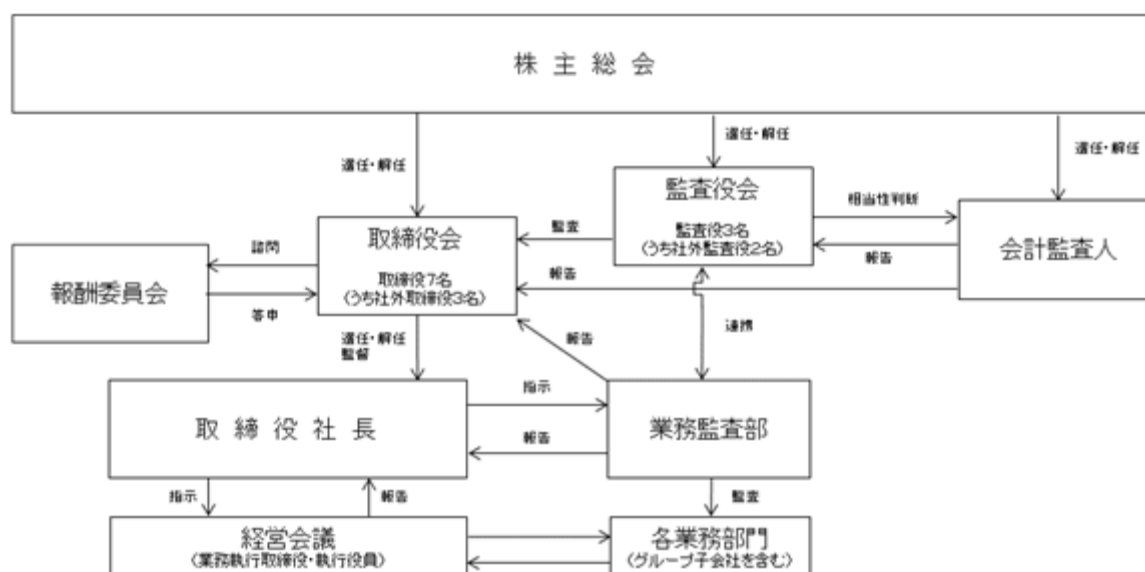 株主総会
選任・解任
選任・解任
選任・解任
監査役会
監査役3名
(うち社外監査役2名)
相当性判断
報告
会計監査人
監査
報告
取締役会
取締役7名
(うち社外取締役3名)
諮問
答申
報酬委員会
選任・解任
監督
報告
連携
取締役社長
指示
報告
業務監査部
指示
報告
監査
経営会議
(業務執行取締役・執行役員)
各業務部門
(グループ子会社を含む)